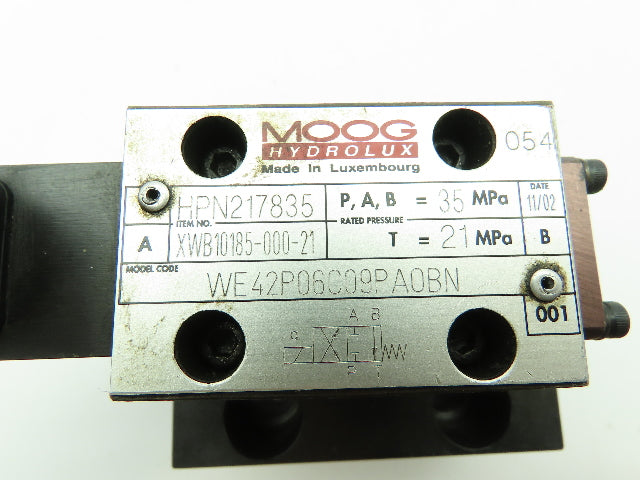 MOOG
HYDROLUX
Made in Luxembourg
054
HPN217835
P, A, B = 35 MPa
DATE
11/02
ITEM NO.
RATED PRESSURE
A
XWB10185-000-21
T = 21 MPa
B
MODEL CODE
WE42P06C09PA0BN
001
A B